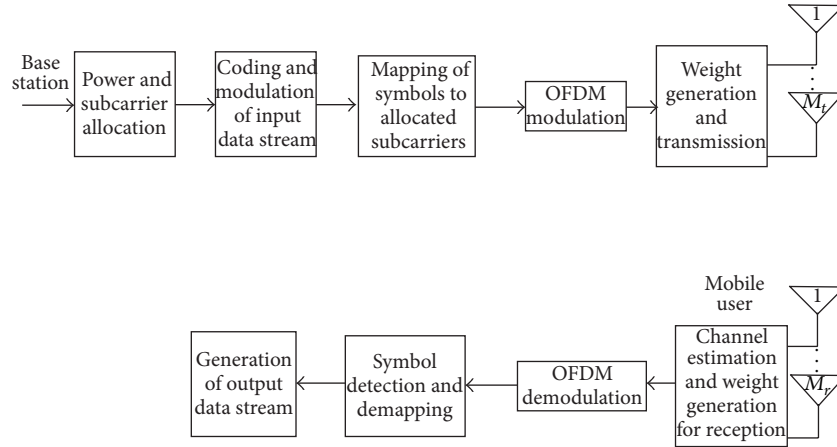 Base
station
Power and
subcarrier
allocation
Coding and
modulation
of input
data stream
Mapping of
symbols to
allocated
subcarriers
OFDM
modulation
Weight
generation
and
transmission
1
M_t
Mobile
user
Generation
of output
data stream
Symbol
detection and
demapping
OFDM
demodulation
Channel
estimation
and weight
generation
for reception
1
M_r